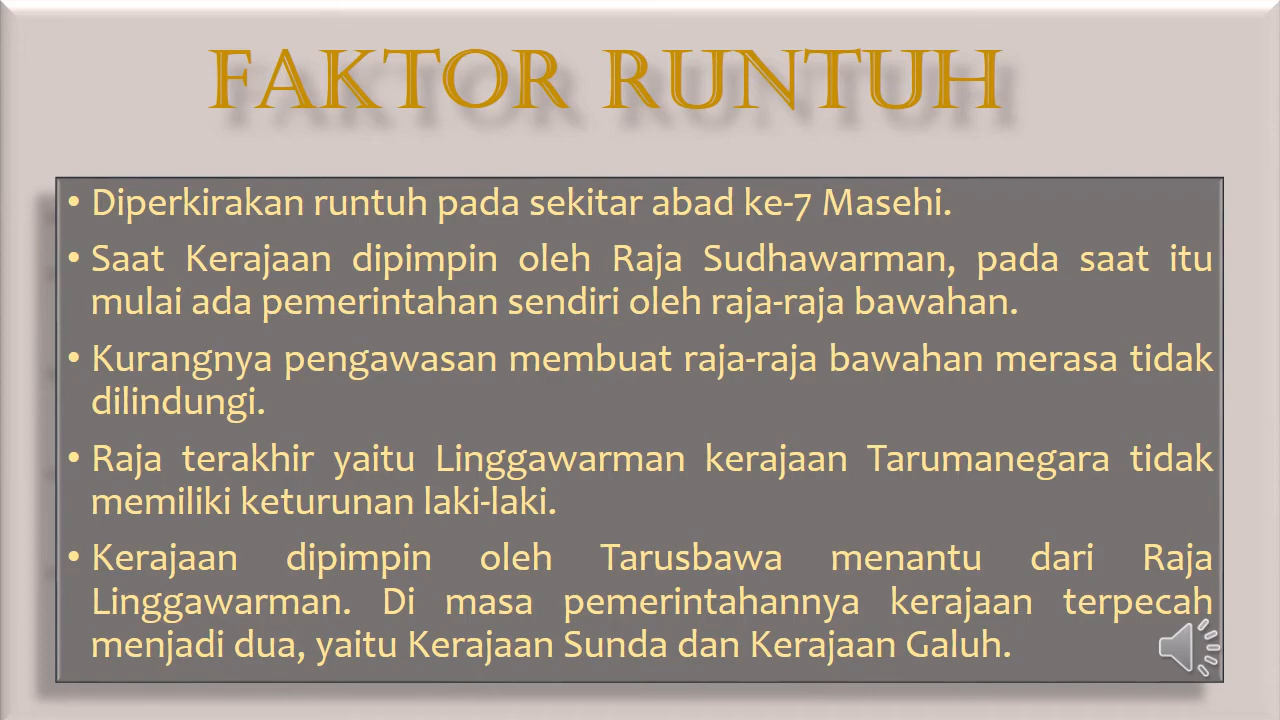 FAKTOR RUNTUH
• Diperkirakan runtuh pada sekitar abad ke-7 Masehi.
• Saat Kerajaan dipimpin oleh Raja Sudhawarman, pada saat itu
mulai ada pemerintahan sendiri oleh raja-raja bawahan.
• Kurangnya pengawasan membuat raja-raja bawahan merasa tidak
dilindungi.
• Raja terakhir yaitu Linggawarman kerajaan Tarumanegara tidak
memiliki keturunan laki-laki.
• Kerajaan dipimpin oleh Tarusbawa menantu dari Raja
Linggawarman. Di masa pemerintahannya kerajaan terpecah
menjadi dua, yaitu Kerajaan Sunda dan Kerajaan Galuh.